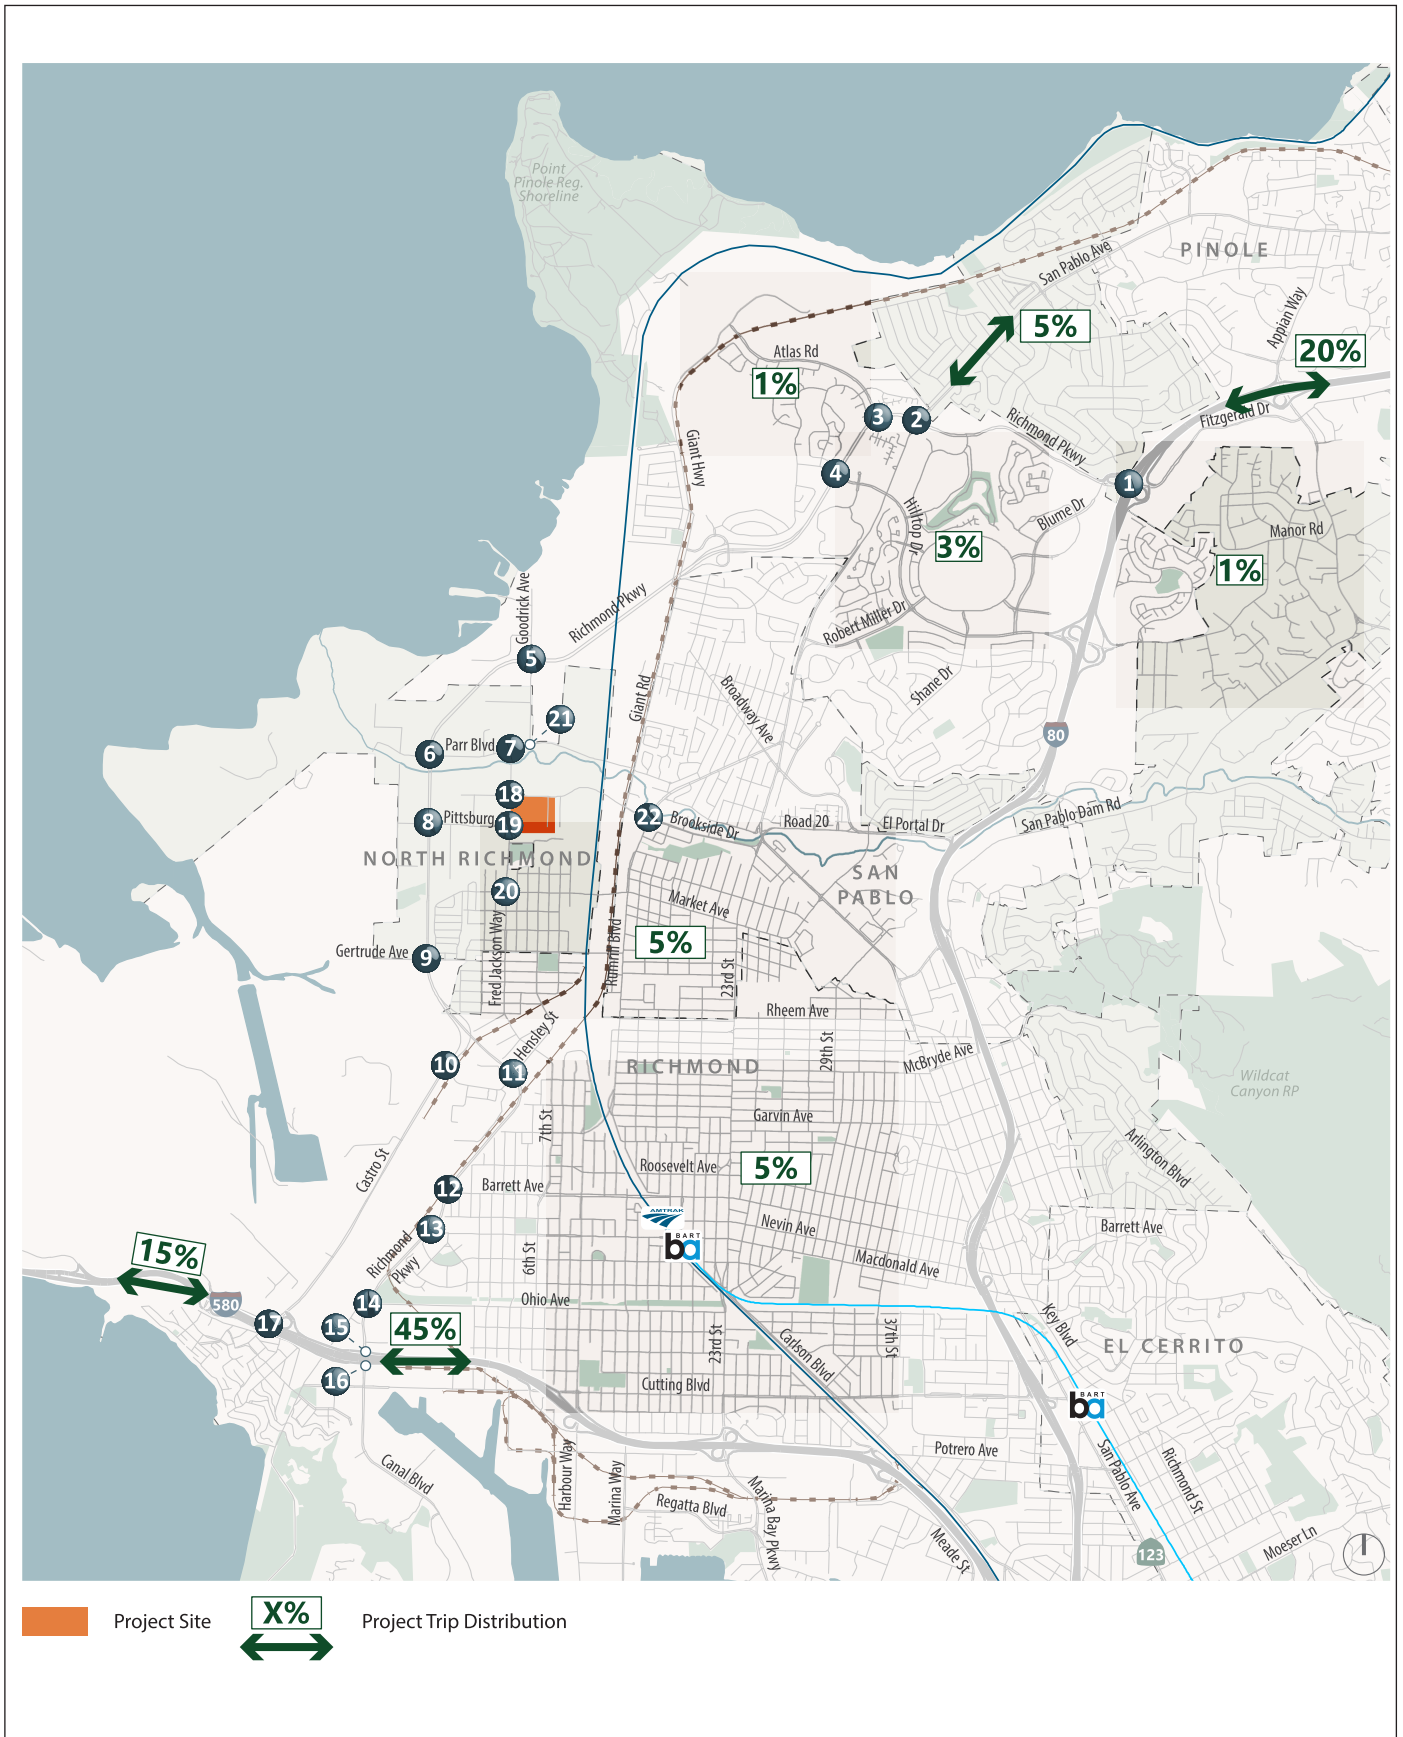 Point
Pinole Reg.
Shoreline
PINOLE
San Pablo Ave
Appian Way
5%
20%
Atlas Rd
1%
Fitzgerald Dr
3
2
Richmond Pkwy
Giant Hwy
4
1
Hilltop Dr
Blume Dr
Manor Rd
3%
1%
Goodrick Ave
Richmond Pkwy
Robert Miller Dr
5
Shane Dr
Giant Rd
Broadway Ave
21
80
6
Parr Blvd
7
18
8
Pittsburg
19
22
Brookside Dr
Road 20
El Portal Dr
San Pablo Dam Rd
NORTH RICHMOND
SAN
PABLO
20
Market Ave
Fred Jackson Way
Rumrill Blvd
5%
Gertrude Ave
9
23rd St
Rheem Ave
Hensley St
29th St
McBryde Ave
10
11
RICHMOND
Wildcat
Canyon RP
7th St
Garvin Ave
Arlington Blvd
Castro St
Roosevelt Ave
5%
12
Barrett Ave
AMTRAK
13
Nevin Ave
Barrett Ave
BART
ba
Richmond
Pkwy
6th St
Macdonald Ave
15%
580
14
Ohio Ave
17
15
45%
23rd St
Carlson Blvd
37th St
Key Blvd
EL CERRITO
16
Cutting Blvd
BART
ba
Canal Blvd
Harbour Way
Marina Way
Potrero Ave
San Pablo Ave
Richmond St
Regatta Blvd
Marina Bay Pkwy
Meade St
123
Moeser Ln
X%
Project Site
Project Trip Distribution